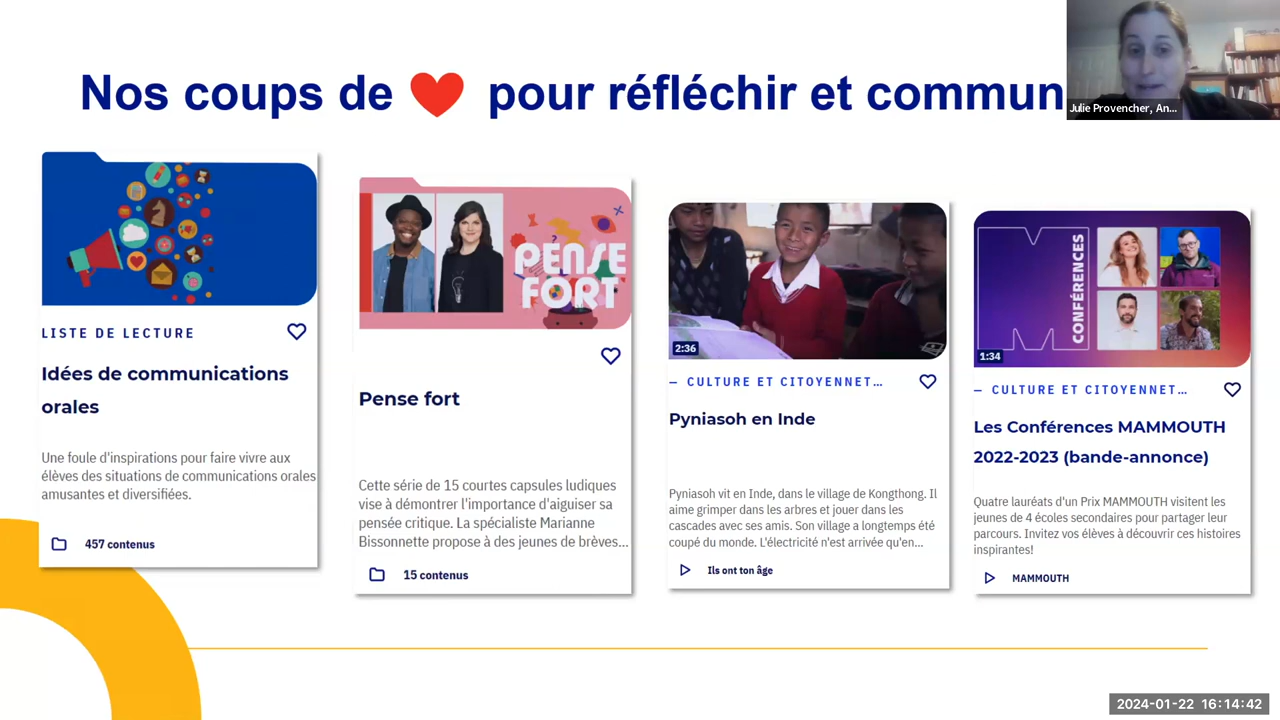 Nos coups de ❤ pour réfléchir et commun
Julie Provencher, An...
LISTE DE LECTURE
Idées de communications
orales
Une foule d'inspirations pour faire vivre aux
élèves des situations de communications orales
amusantes et diversifiées.
457 contenus
PENSE
FORT
Pense fort
Cette série de 15 courtes capsules ludiques
vise à démontrer l'importance d'aiguiser sa
pensée critique. La spécialiste Marianne
Bissonnette propose à des jeunes de brèves...
15 contenus
2:36
– CULTURE ET CITOYENNET...
Pyniasoh en Inde
Pyniasoh vit en Inde, dans le village de Kongthong. Il
aime grimper dans les arbres et jouer dans les
cascades avec ses amis. Son village a longtemps été
coupé du monde. L'électricité n'est arrivée qu'en...
Ils ont ton âge
CONFÉRENCES
1:34
– CULTURE ET CITOYENNET...
Les Conférences MAMMOUTH
2022-2023 (bande-annonce)
Quatre lauréats d'un Prix MAMMOUTH visitent les
jeunes de 4 écoles secondaires pour partager leur
parcours. Invitez vos élèves à découvrir ces histoires
inspirantes!
MAMMOUTH
2024-01-22 16:14:42